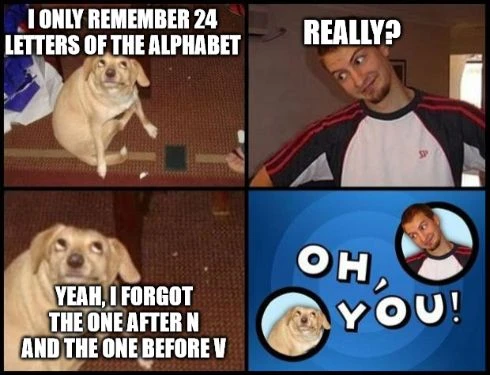 I ONLY REMEMBER 24
LETTERS OF THE ALPHABET
REALLY?
SP
YEAH, I FORGOT
THE ONE AFTER N
AND THE ONE BEFORE V
OH,
YOU!